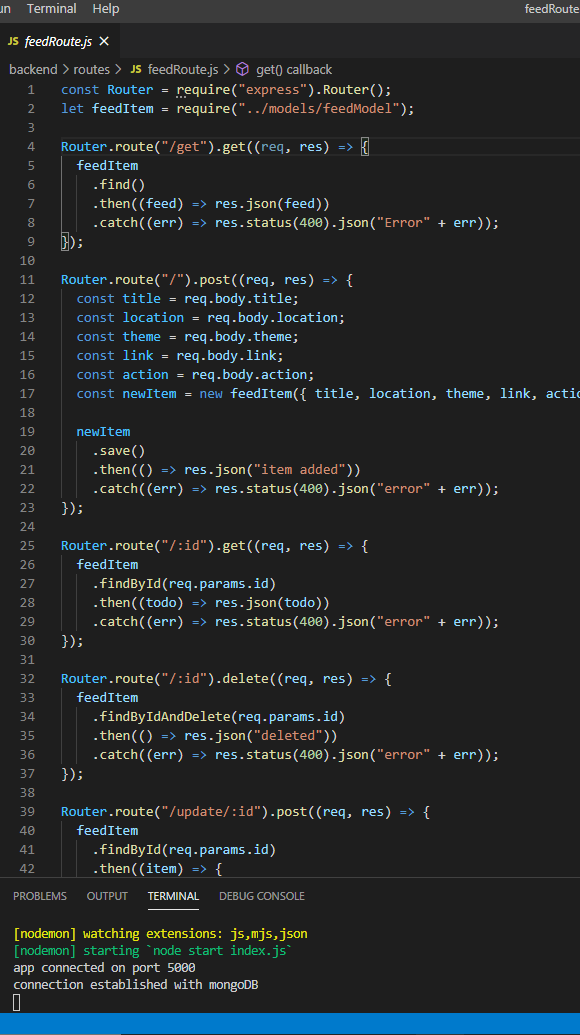 un Terminal Help feedRoute
JS feedRoute.js ×
backend > routes > JS feedRoute.js > get() callback
1 const Router = require("express").Router();
2 let feedItem = require("../models/feedModel");
3
4 Router.route("/get").get((req, res) => {
5 feedItem
6 .find()
7 .then((feed) => res.json(feed))
8 .catch((err) => res.status(400).json("Error" + err));
9 });
10
11 Router.route("/").post((req, res) => {
12 const title = req.body.title;
13 const location = req.body.location;
14 const theme = req.body.theme;
15 const link = req.body.link;
16 const action = req.body.action;
17 const newItem = new feedItem({ title, location, theme, link, actio
18
19 newItem
20 .save()
21 .then(() => res.json("item added"))
22 .catch((err) => res.status(400).json("error" + err));
23 });
24
25 Router.route("/:id").get((req, res) => {
26 feedItem
27 .findById(req.params.id)
28 .then((todo) => res.json(todo))
29 .catch((err) => res.status(400).json("error" + err));
30 });
31
32 Router.route("/:id").delete((req, res) => {
33 feedItem
34 .findByIdAndDelete(req.params.id)
35 .then(() => res.json("deleted"))
36 .catch((err) => res.status(400).json("error" + err));
37 });
38
39 Router.route("/update/:id").post((req, res) => {
40 feedItem
41 .findById(req.params.id)
42 .then((item) => {
PROBLEMS OUTPUT TERMINAL DEBUG CONSOLE
[nodemon] watching extensions: js,mjs,json
[nodemon] starting `node start index.js`
app connected on port 5000
connection established with mongoDB